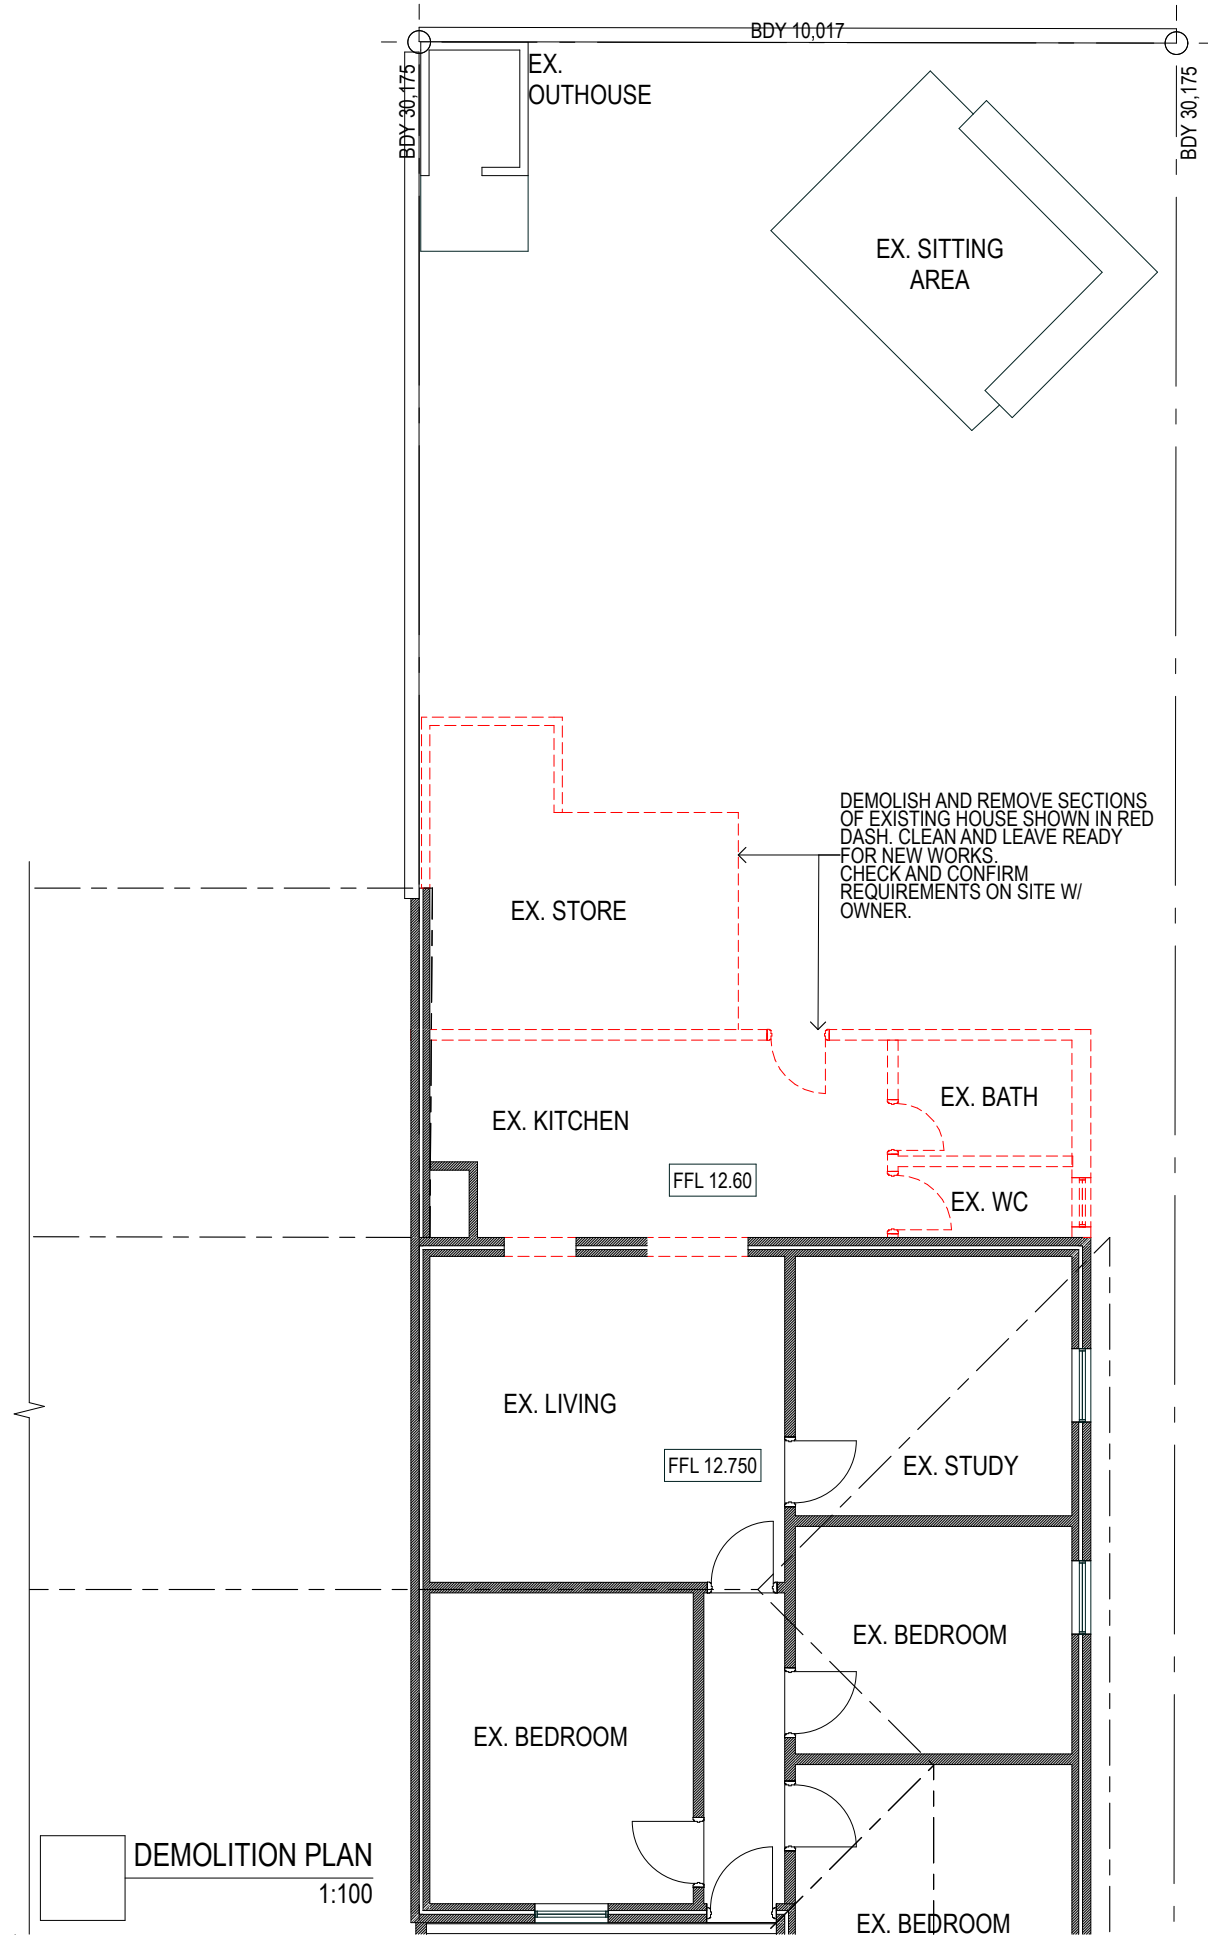 BDY 10,017
BDY 30,175
BDY 30,175
EX.
OUTHOUSE
EX. SITTING
AREA
DEMOLISH AND REMOVE SECTIONS
OF EXISTING HOUSE SHOWN IN RED
DASH. CLEAN AND LEAVE READY
FOR NEW WORKS.
CHECK AND CONFIRM
REQUIREMENTS ON SITE W/
OWNER.
EX. STORE
EX. KITCHEN
EX. BATH
FFL 12.60
EX. WC
EX. LIVING
FFL 12.750
EX. STUDY
EX. BEDROOM
EX. BEDROOM
EX. BEDROOM
DEMOLITION PLAN
1:100